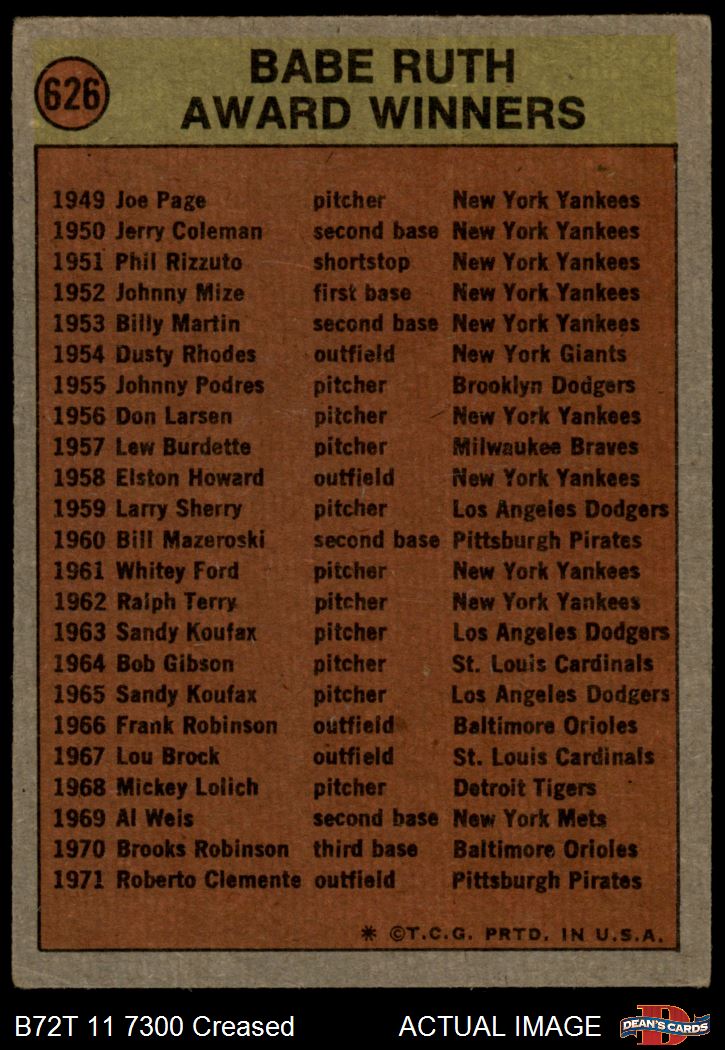 626
BABE RUTH
AWARD WINNERS
1949 Joe Page pitcher New York Yankees
1950 Jerry Coleman second base New York Yankees
1951 Phil Rizzuto shortstop New York Yankees
1952 Johnny Mize first base New York Yankees
1953 Billy Martin second base New York Yankees
1954 Dusty Rhodes outfield New York Giants
1955 Johnny Podres pitcher Brooklyn Dodgers
1956 Don Larsen pitcher New York Yankees
1957 Lew Burdette pitcher Milwaukee Braves
1958 Elston Howard outfield New York Yankees
1959 Larry Sherry pitcher Los Angeles Dodgers
1960 Bill Mazeroski second base Pittsburgh Pirates
1961 Whitey Ford pitcher New York Yankees
1962 Ralph Terry pitcher New York Yankees
1963 Sandy Koufax pitcher Los Angeles Dodgers
1964 Bob Gibson pitcher St. Louis Cardinals
1965 Sandy Koufax pitcher Los Angeles Dodgers
1966 Frank Robinson outfield Baltimore Orioles
1967 Lou Brock outfield St. Louis Cardinals
1968 Mickey Lolich pitcher Detroit Tigers
1969 Al Weis second base New York Mets
1970 Brooks Robinson third base Baltimore Orioles
1971 Roberto Clemente outfield Pittsburgh Pirates
* ©T.C.G. PRTD. IN U.S.A.
B72T 11 7300 Creased ACTUAL IMAGE D DEAN'S CARDS